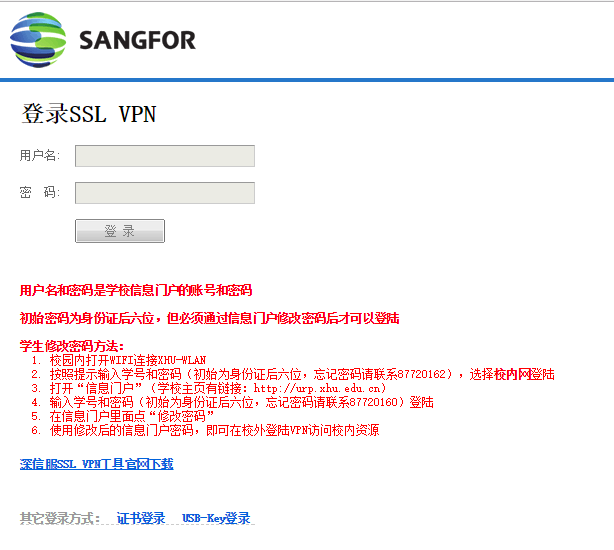 SANGFOR
登录SSL VPN
用户名:
密 码:
登 录
用户名和密码是学校信息门户的账号和密码
初始密码为身份证后六位，但必须通过信息门户修改密码后才可以登陆
学生修改密码方法：
1. 校园内打开WIFI连接XHU-WLAN
2. 按照提示输入学号和密码（初始为身份证后六位，忘记密码请联系87720162），选择校内网登陆
3. 打开“信息门户”（学校主页有链接：http://urp.xhu.edu.cn）
4. 输入学号和密码（初始为身份证后六位，忘记密码请联系87720160）登陆
5. 在信息门户里面点“修改密码”
6. 使用修改后的信息门户密码，即可在校外登陆VPN访问校内资源
深信服SSL VPN工具官网下载
其它登录方式： 证书登录 USB-Key登录